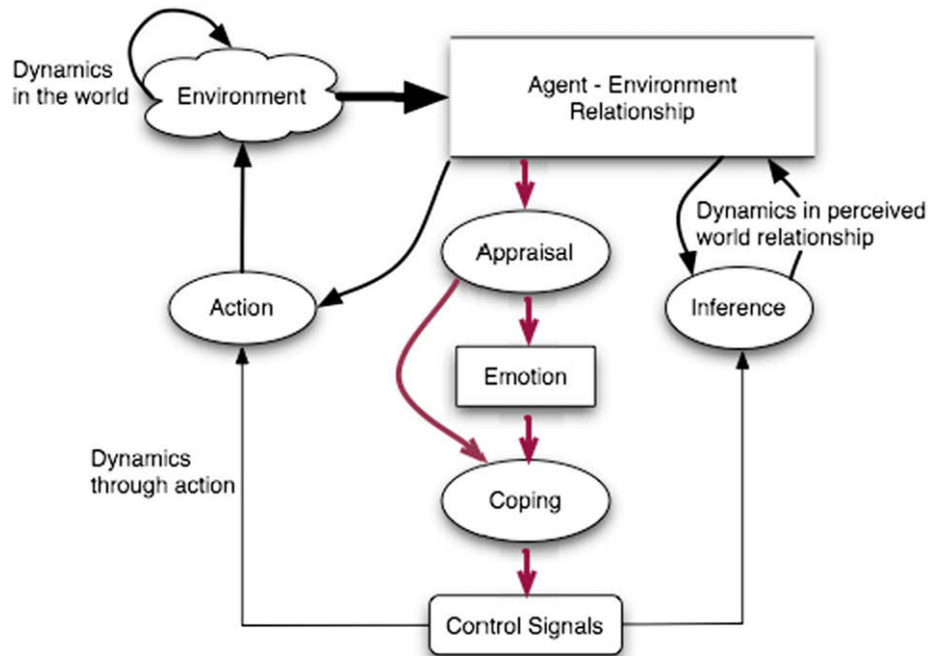 Dynamics
in the world
Environment
Agent - Environment
Relationship
Appraisal
Dynamics in perceived
world relationship
Action
Inference
Emotion
Dynamics
through action
Coping
Control Signals